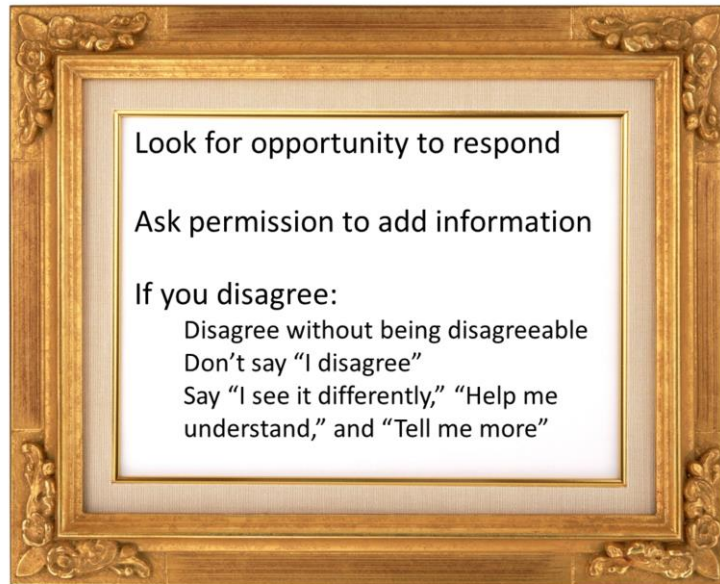 Look for opportunity to respond
Ask permission to add information
If you disagree:
Disagree without being disagreeable
Don’t say “I disagree”
Say “I see it differently,” “Help me
understand,” and “Tell me more”